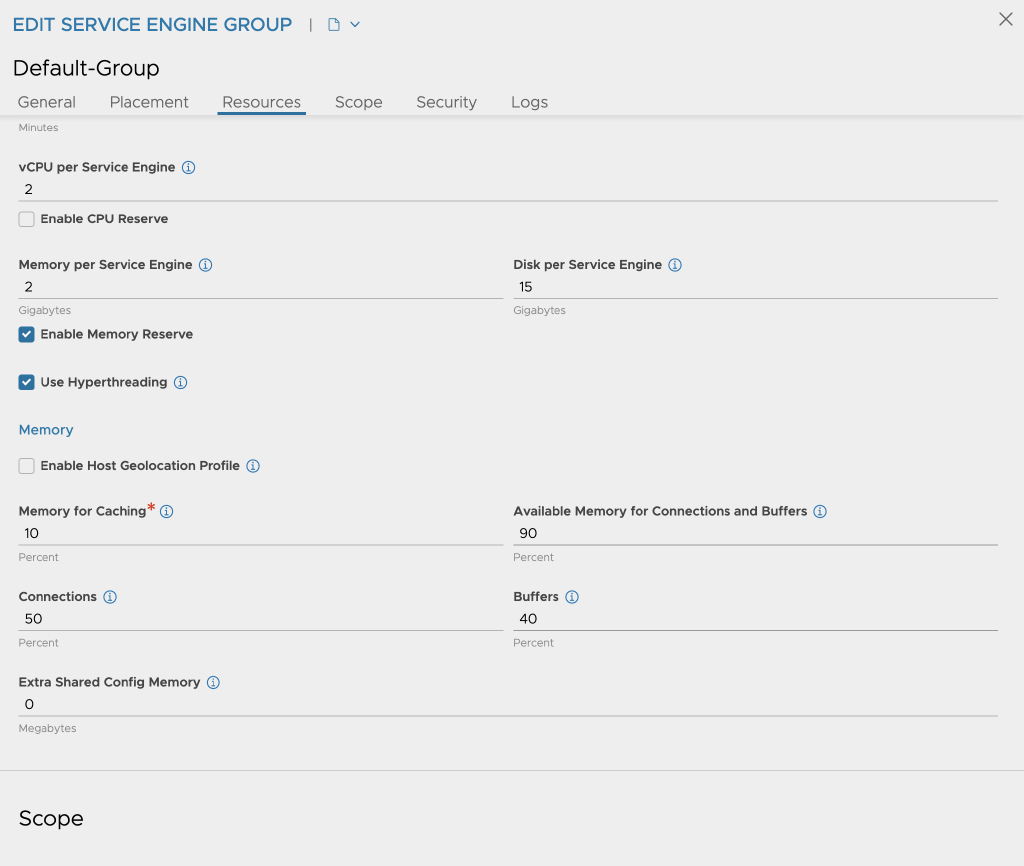 EDIT SERVICE ENGINE GROUP |
Default-Group
General Placement Resources Scope Security Logs
Minutes
vCPU per Service Engine
2
Enable CPU Reserve
Memory per Service Engine Disk per Service Engine
2 15
Gigabytes Gigabytes
Enable Memory Reserve
Use Hyperthreading
Memory
Enable Host Geolocation Profile
Memory for Caching* Available Memory for Connections and Buffers
10 90
Percent Percent
Connections Buffers
50 40
Percent Percent
Extra Shared Config Memory
0
Megabytes
Scope